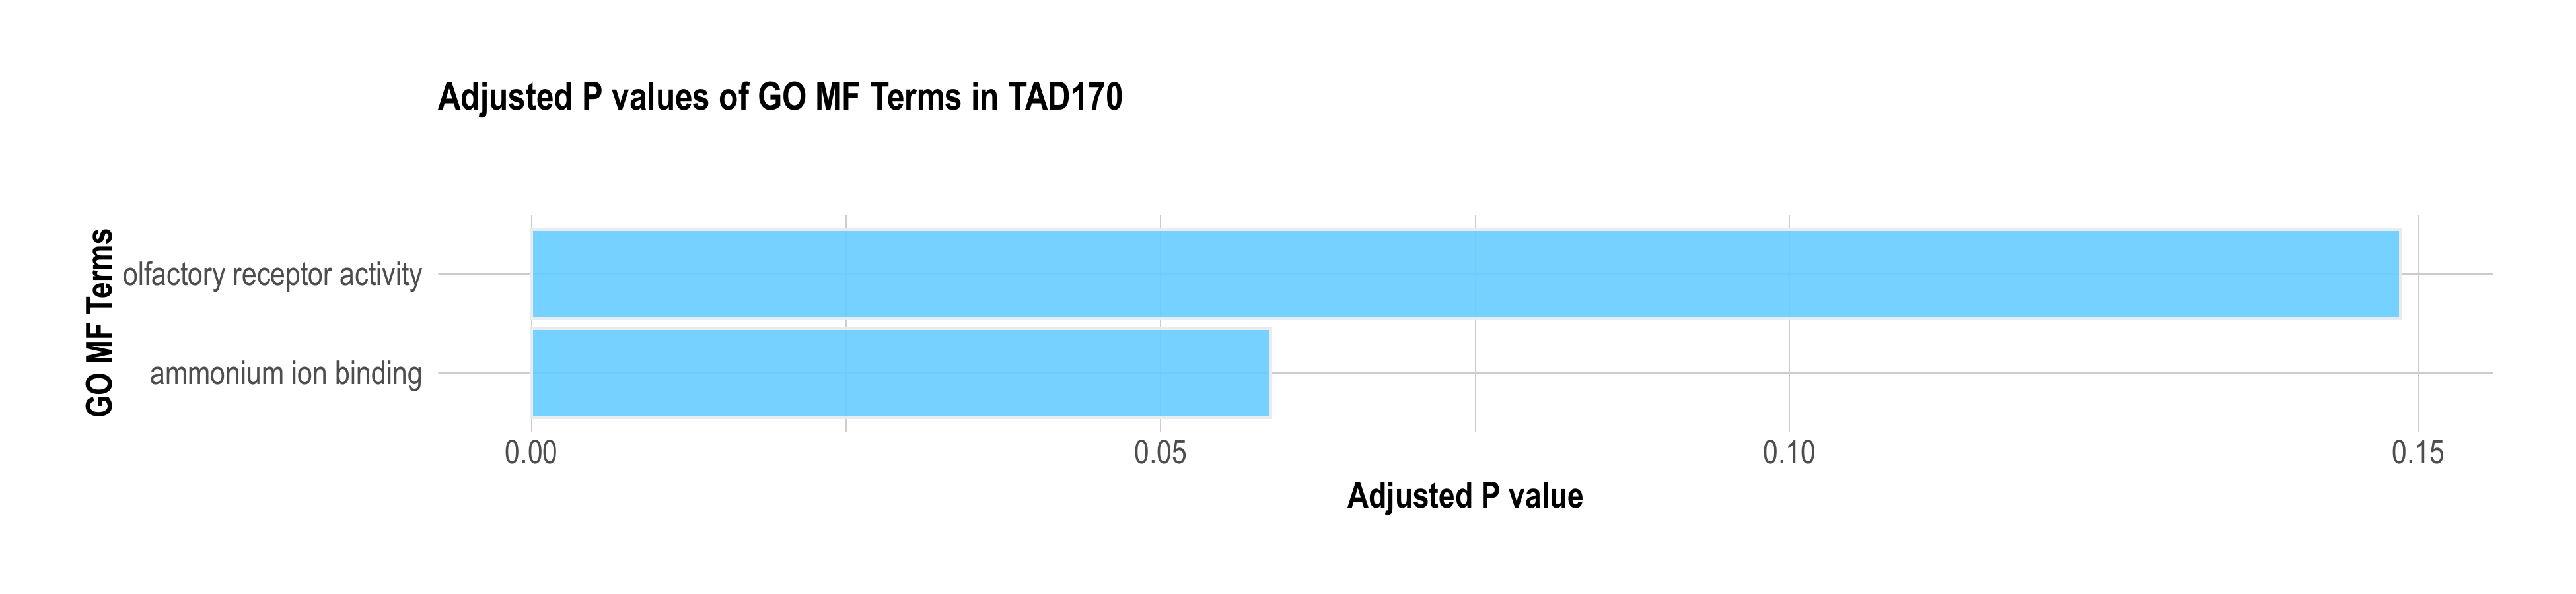 Adjusted P values of GO MF Terms in TAD170
GO MF Terms
olfactory receptor activity
ammonium ion binding
0.00
0.05
0.10
0.15
Adjusted P value